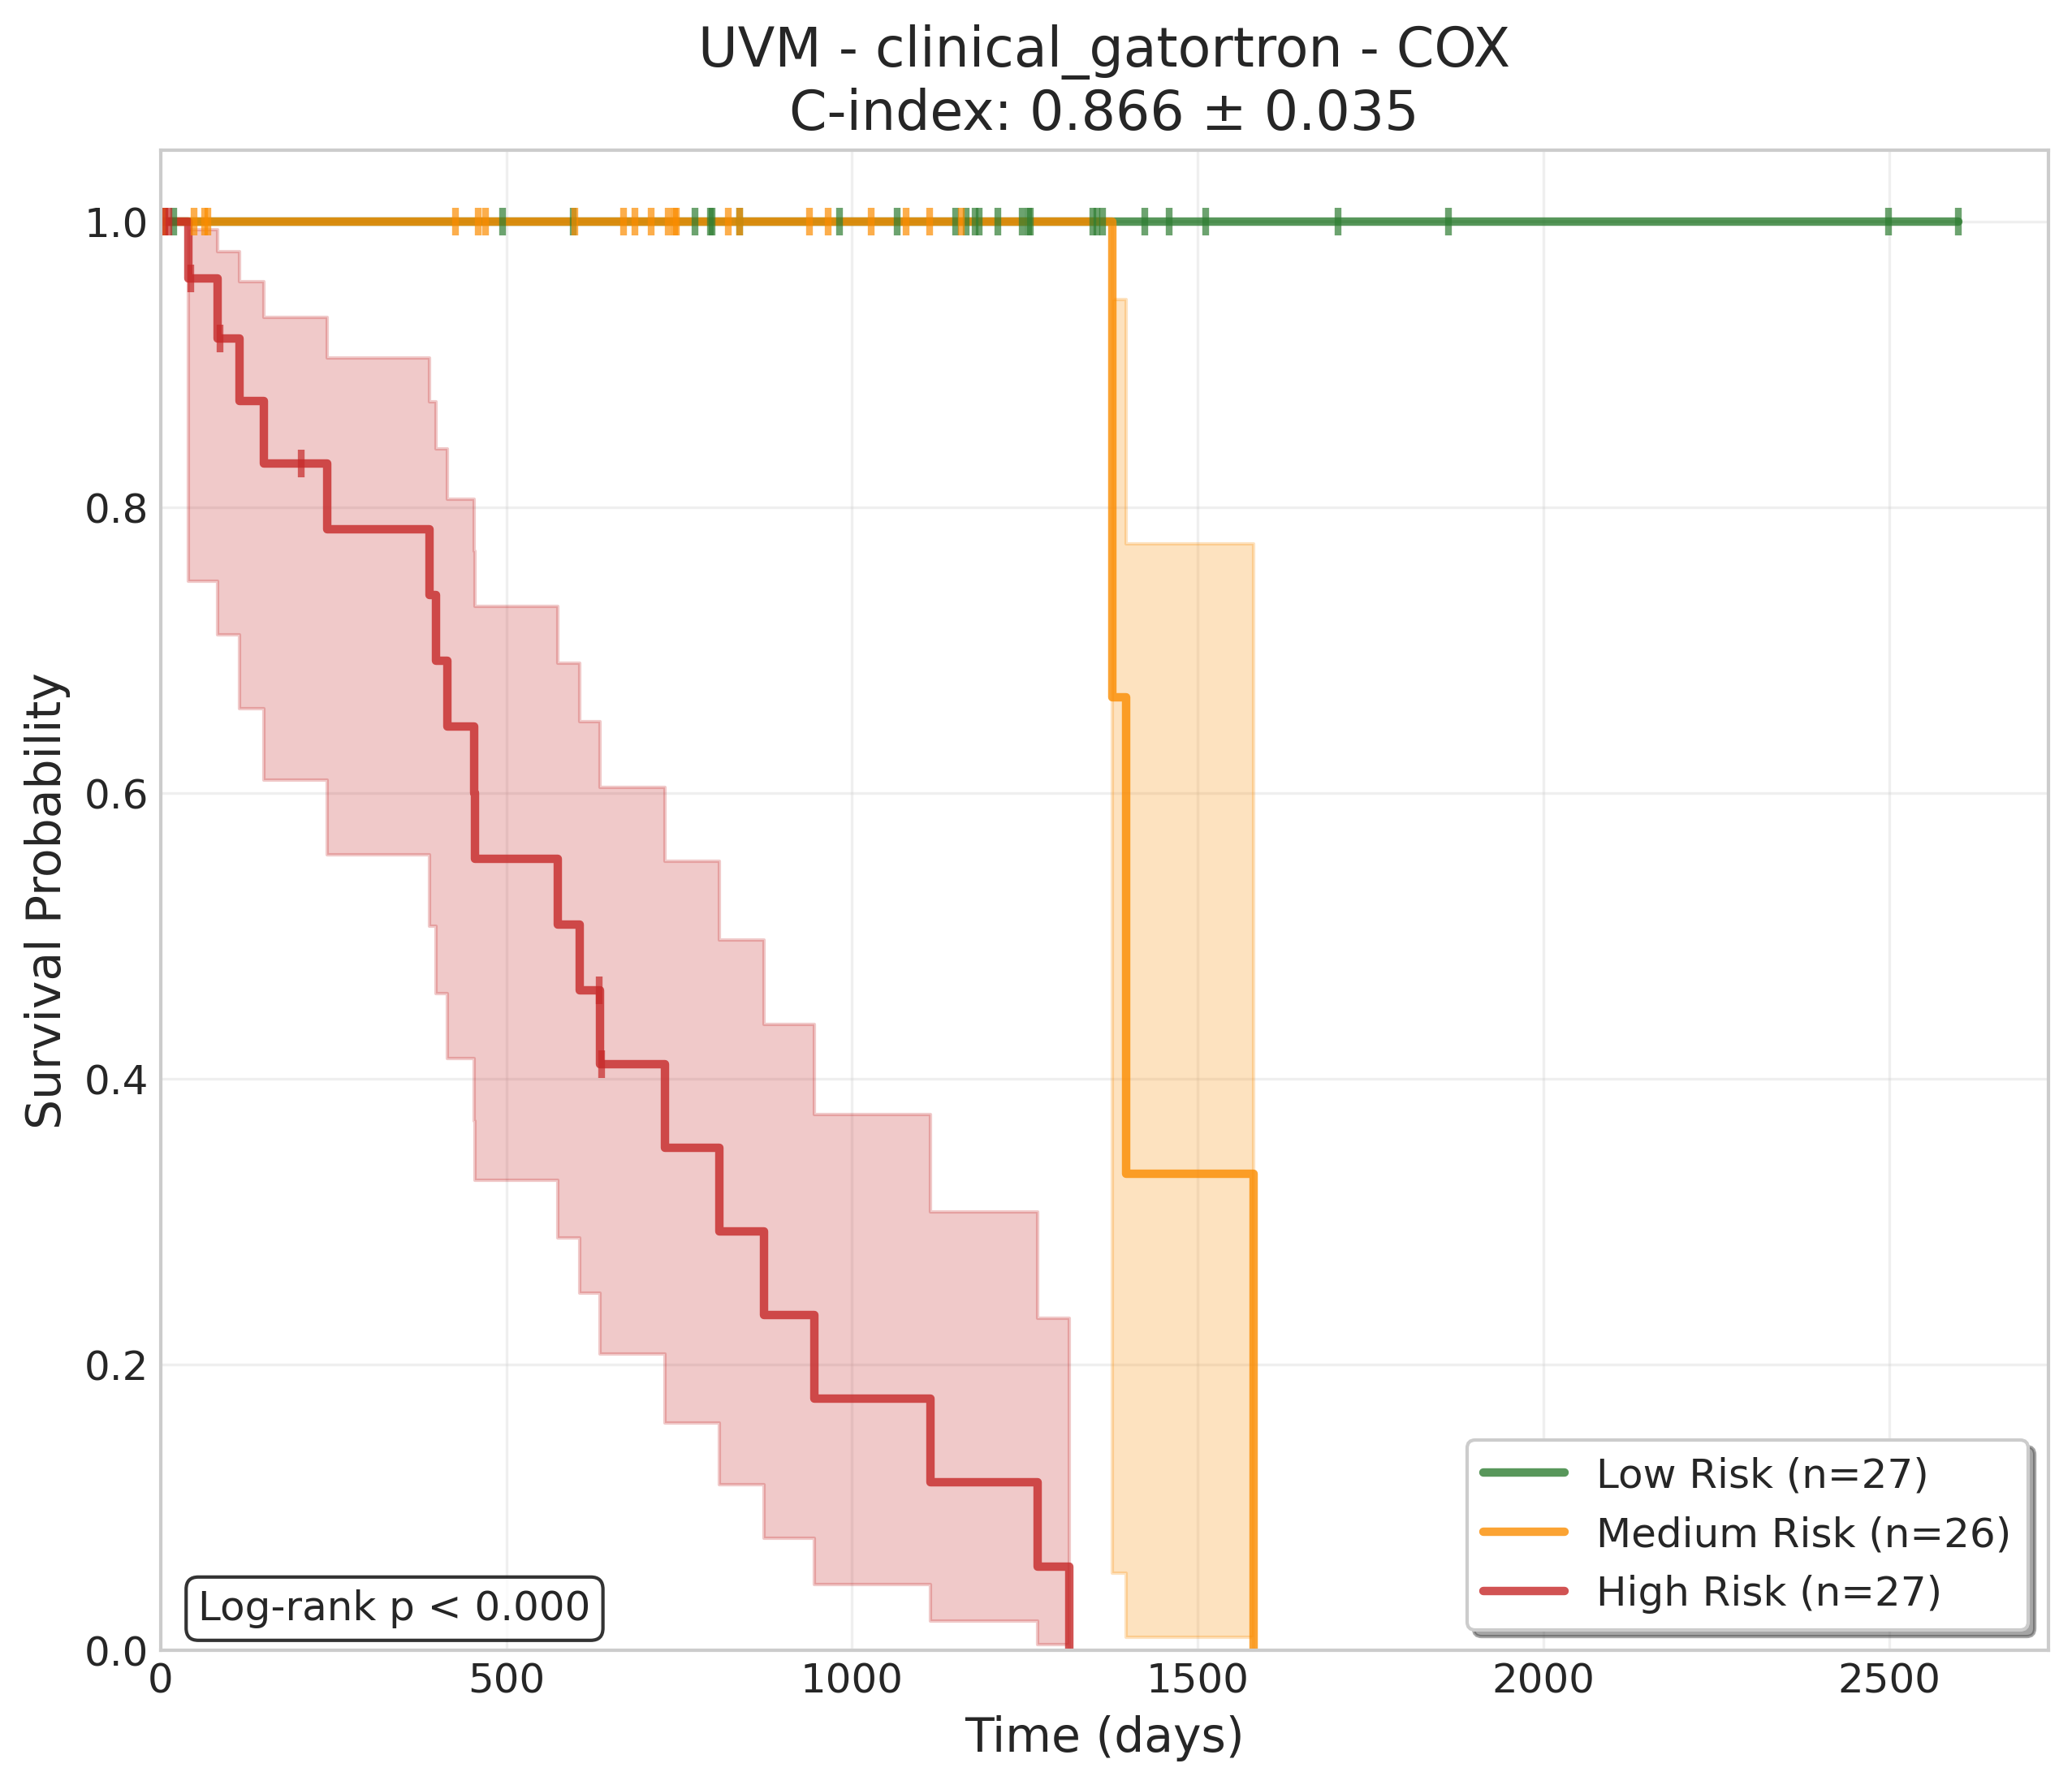 UVM - clinical_gatortron - COX
C-index: 0.866 ± 0.035
Survival Probability
1.0
0.8
0.6
0.4
0.2
0.0
Log-rank p < 0.000
Low Risk (n=27)
Medium Risk (n=26)
High Risk (n=27)
0 500 1000 1500 2000 2500
Time (days)